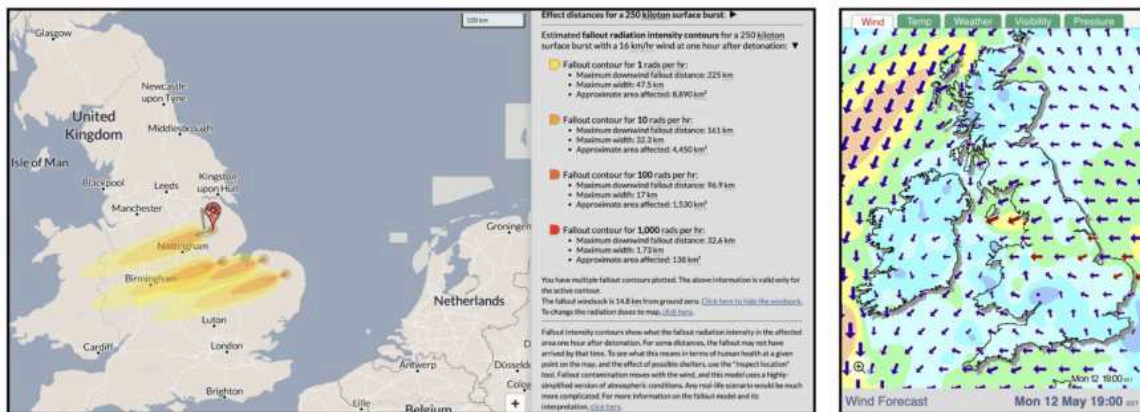 100 km
Glasgow
Newcastle
upon Tyne
United
Kingdom
Middlesbrough
Isle of Man
Blackpool
Leeds
Kingston
upon Hull
Manchester
Nottingham
Birmingham
Luton
Cardiff
London
Brighton
Groningen
Netherlands
Antwerp
Düsseldo
Lille
Belgium
Colog
+
Effect distances for a 250 kiloton surface burst: ►
Estimated fallout radiation intensity contours for a 250 kiloton
surface burst with a 16 km/hr wind at one hour after detonation: ▼
Fallout contour for 1 rads per hr:
• Maximum downwind fallout distance: 225 km
• Maximum width: 47.5 km
• Approximate area affected: 8,890 km²
Fallout contour for 10 rads per hr:
• Maximum downwind fallout distance: 161 km
• Maximum width: 32.2 km
• Approximate area affected: 4,450 km²
Fallout contour for 100 rads per hr:
• Maximum downwind fallout distance: 96.9 km
• Maximum width: 17 km
• Approximate area affected: 1,530 km²
Fallout contour for 1,000 rads per hr:
• Maximum downwind fallout distance: 32.6 km
• Maximum width: 1.73 km
• Approximate area affected: 138 km²
You have multiple fallout contours plotted. The above information is valid only for
the active contour.
The fallout windsock is 14.8 km from ground zero. Click here to hide the windsock.
To change the radiation doses to map, click here.
Fallout intensity contours show what the fallout radiation intensity in the affected
area one hour after detonation. For some distances, the fallout may not have
arrived by that time. To see what this means in terms of human health at a given
point on the map, and the effect of possible shelters, use the "Inspect location"
tool. Fallout contamination moves with the wind, and this model uses a highly-
simplified version of atmospheric conditions. Any real-life scenario would be much
more complicated. For more information on the fallout model and its
interpretation, click here.
Wind
Temp
Weather
Visibility
Pressure
Mon 12 19:00 BST
Wind Forecast
Mon 12 May 19:00 BST